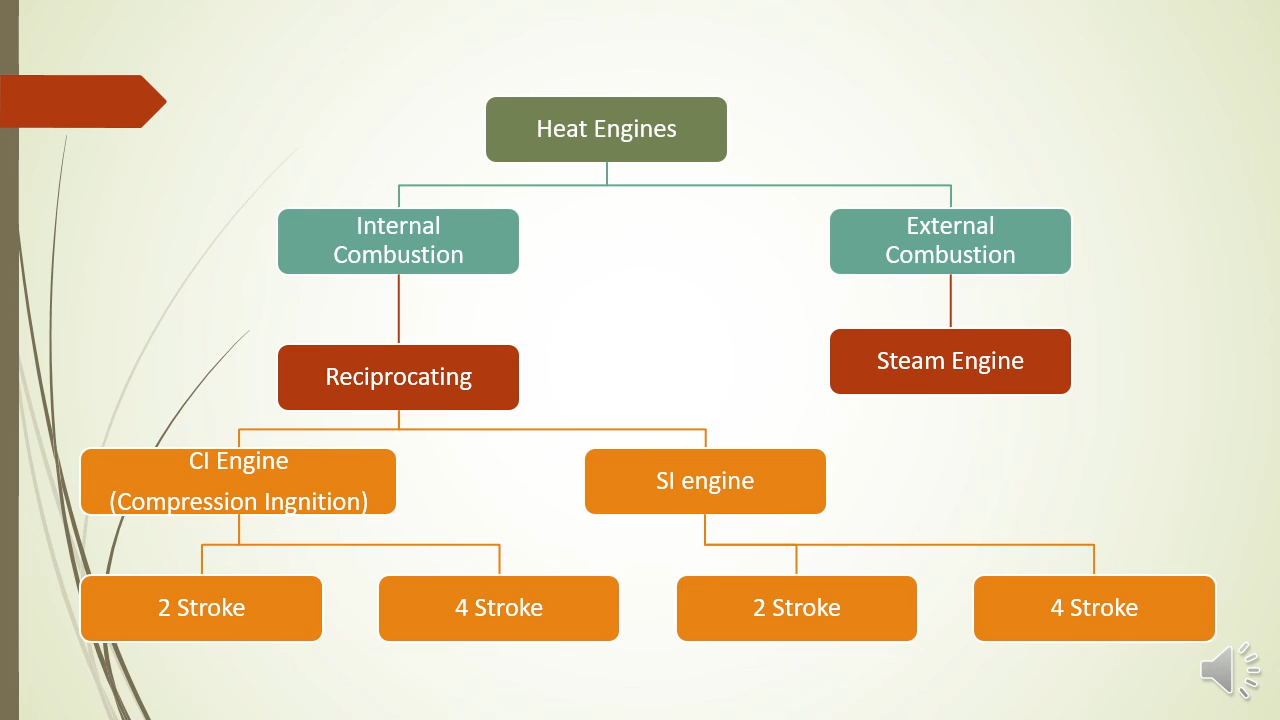 Heat Engines
Internal
Combustion
External
Combustion
Reciprocating
Steam Engine
CI Engine
(Compression Ingnition)
SI engine
2 Stroke
4 Stroke
2 Stroke
4 Stroke